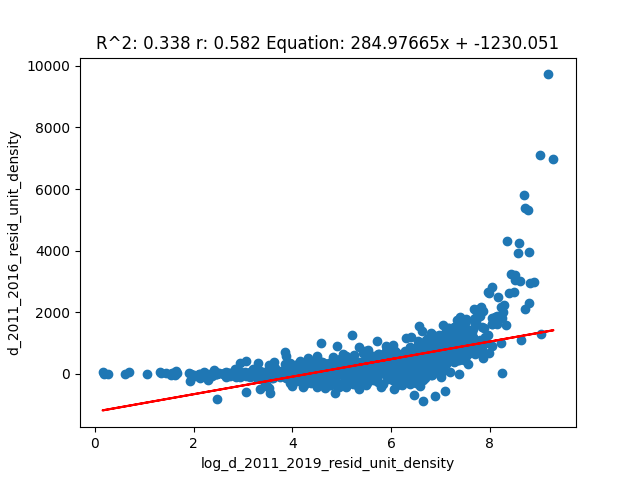 R^2: 0.338 r: 0.582 Equation: 284.97665x + -1230.051
10000
8000
6000
4000
2000
0
d_2011_2016_resid_unit_density
0 2 4 6 8
log_d_2011_2019_resid_unit_density